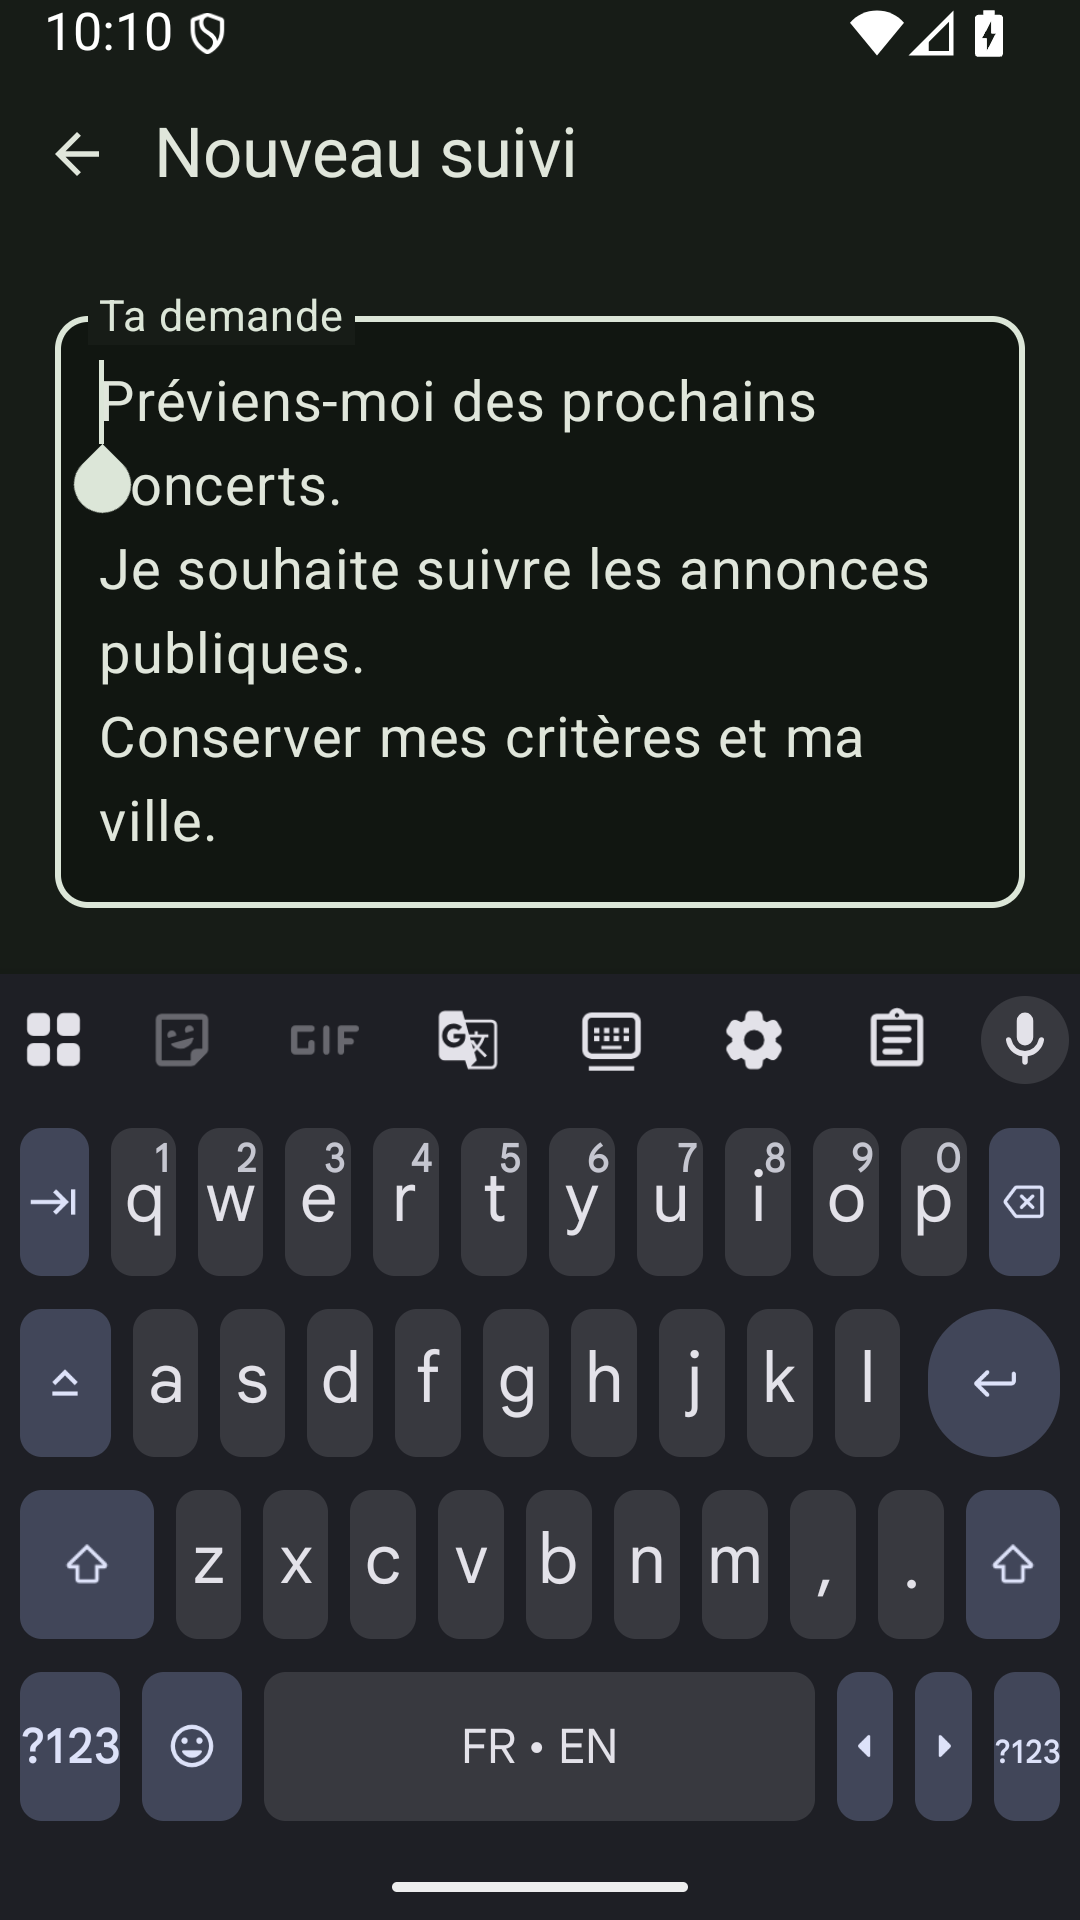 10:10
Nouveau suivi
Ta demande
Préviens-moi des prochains
oncerts.
Je souhaite suivre les annonces
publiques.
Conserver mes critères et ma
ville.
GIF
G 文
1 2 3 4 5 6 7 8 9 0
q w e r t y u i o p
a s d f g h j k l
z x c v b n m , .
?123 FR • EN ?123